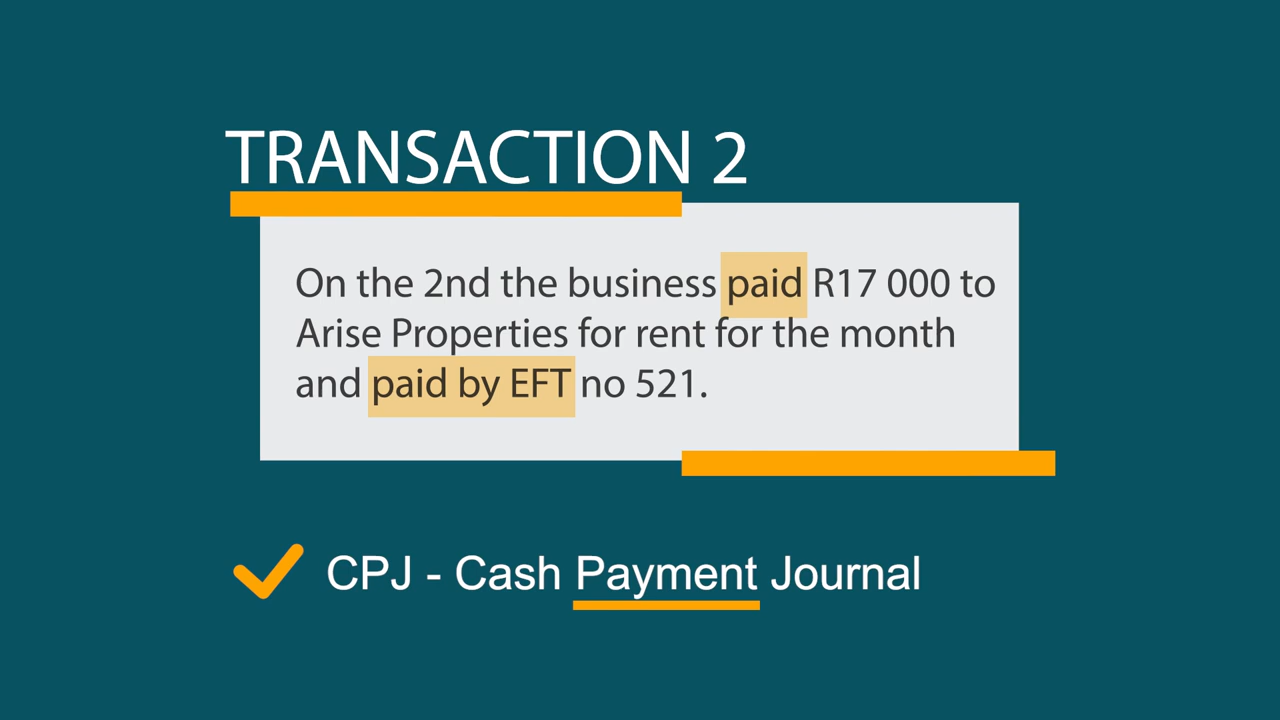 TRANSACTION 2
On the 2nd the business paid R17 000 to
Arise Properties for rent for the month
and paid by EFT no 521.
CPJ - Cash Payment Journal